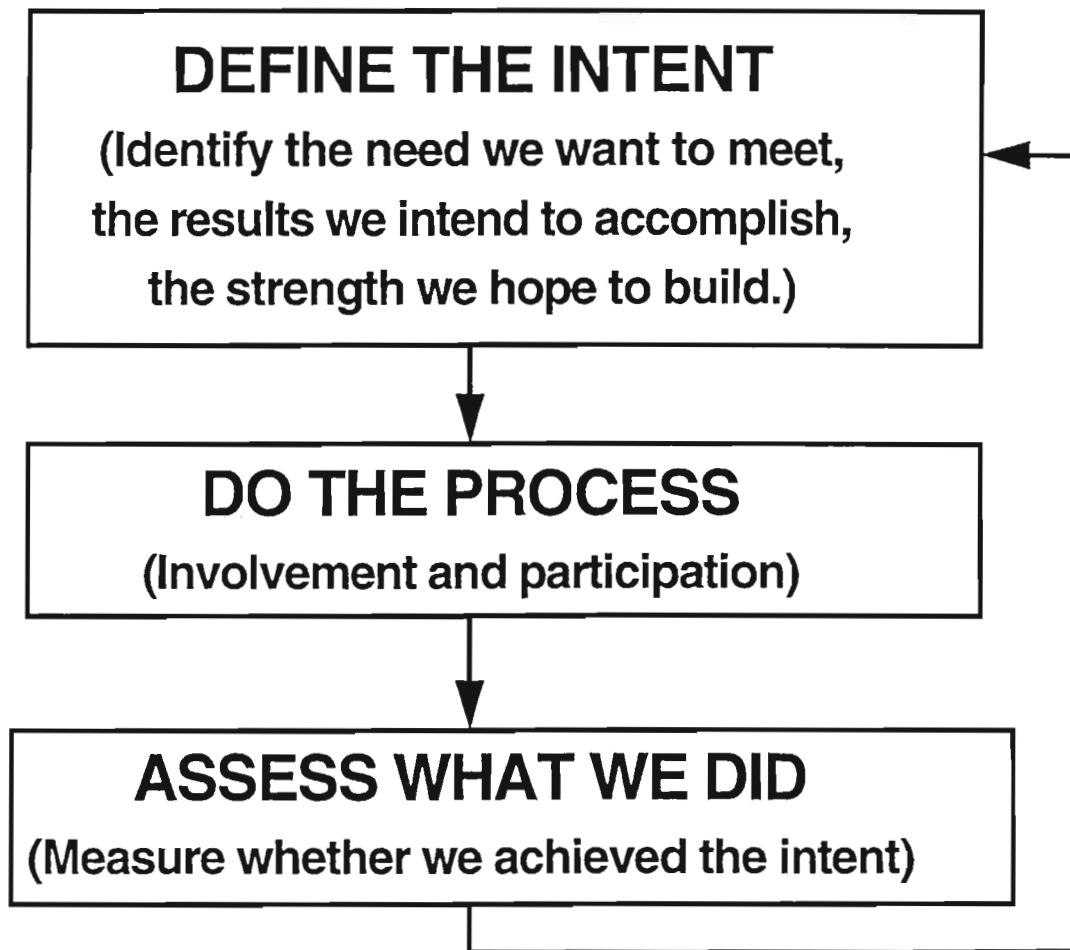 DEFINE THE INTENT
(Identify the need we want to meet,
the results we intend to accomplish,
the strength we hope to build.)
DO THE PROCESS
(Involvement and participation)
ASSESS WHAT WE DID
(Measure whether we achieved the intent)